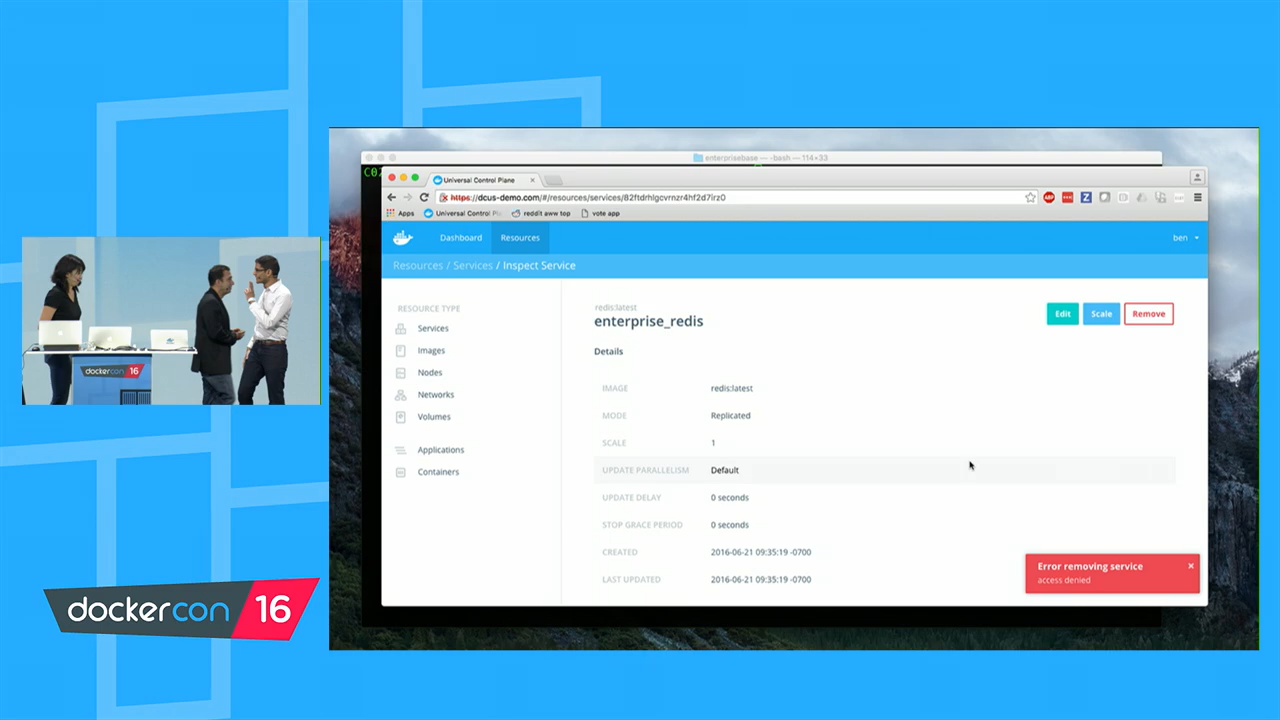 enterprisebase — -bash — 114×33
Universal Control Plane
https://dcus-demo.com/#/resources/services/82ftdrhlgcvrnzr4hf2d7irz0
Apps Universal Control Pl reddit aww top vote app
Dashboard Resources ben
Resources / Services / Inspect Service
RESOURCE TYPE
Services
Images
Nodes
Networks
Volumes
Applications
Containers
redis:latest
enterprise_redis
Edit Scale Remove
Details
IMAGE redis:latest
MODE Replicated
SCALE 1
UPDATE PARALLELISM Default
UPDATE DELAY 0 seconds
STOP GRACE PERIOD 0 seconds
CREATED 2016-06-21 09:35:19 -0700
LAST UPDATED 2016-06-21 09:35:19 -0700
Error removing service
access denied
dockercon 16
dockercon 16